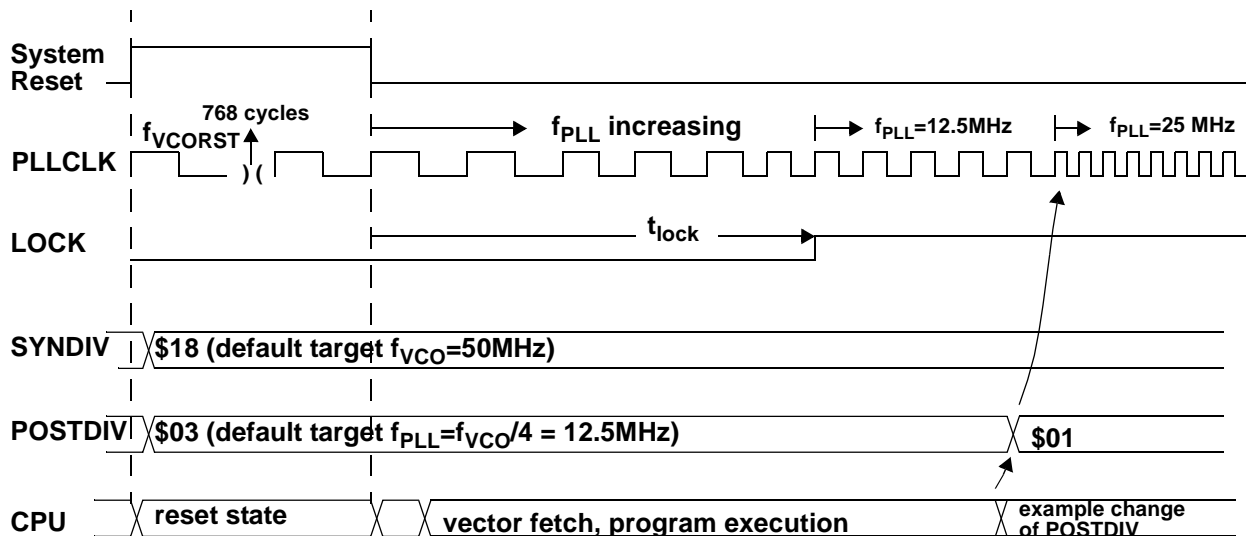 System
Reset
768 cycles
fVCORST
fPLL increasing
fPLL=12.5MHz
fPLL=25 MHz
PLLCLK
) (
LOCK
tlock
SYNDIV
$18 (default target fVCO=50MHz)
POSTDIV
$03 (default target fPLL=fVCO/4 = 12.5MHz)
$01
CPU
reset state
vector fetch, program execution
example change
of POSTDIV